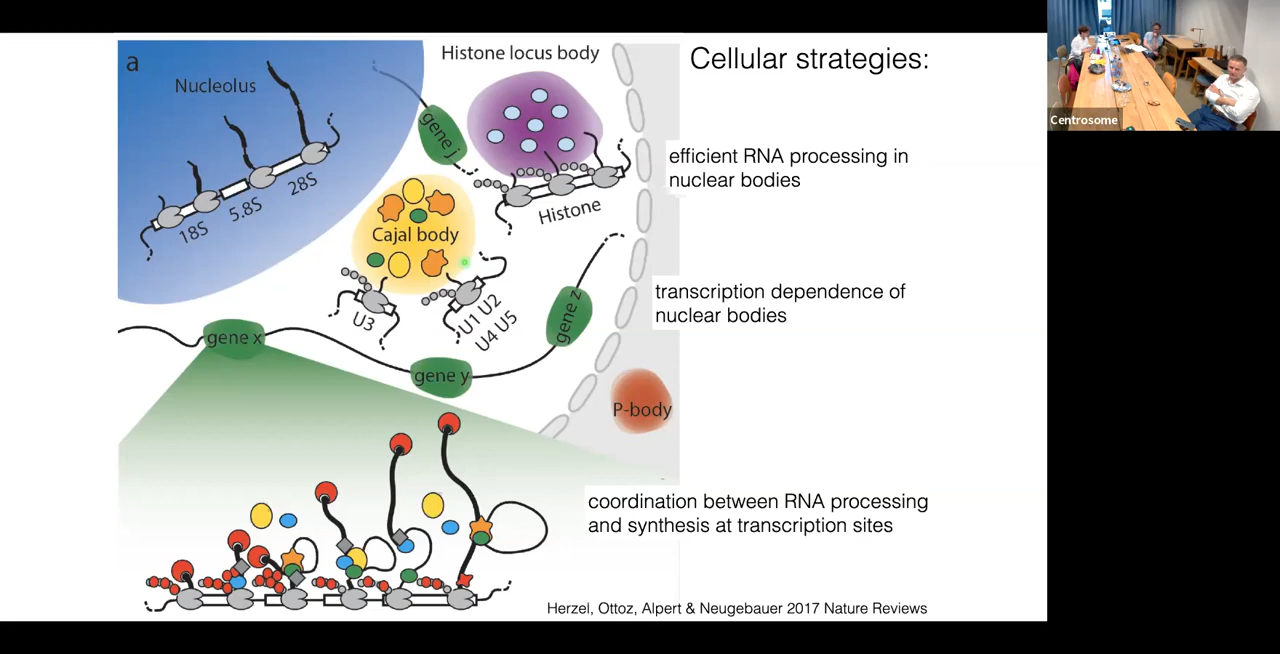 a
Nucleolus
18S
5.8S
28S
gene j
Histone locus body
Histone
Cajal body
U3
U1 U2
U4 U5
gene x
gene y
gene z
P-body
Cellular strategies:
efficient RNA processing in
nuclear bodies
transcription dependence of
nuclear bodies
coordination between RNA processing
and synthesis at transcription sites
Herzel, Ottoz, Alpert & Neugebauer 2017 Nature Reviews
Centrosome